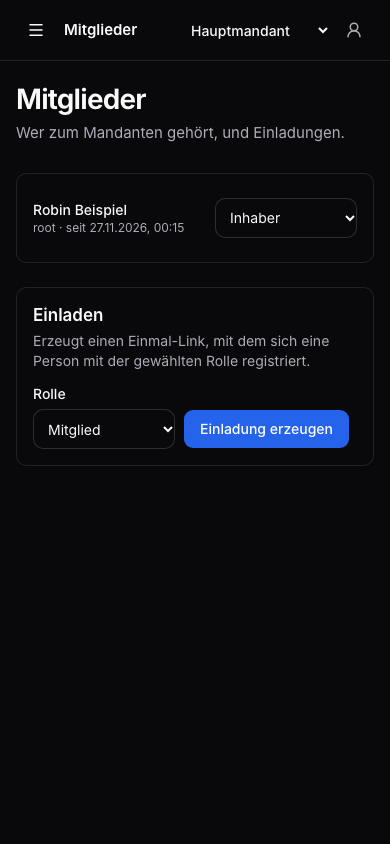 Mitglieder
Hauptmandant
Mitglieder
Wer zum Mandanten gehört, und Einladungen.
Robin Beispiel
root · seit 27.11.2026, 00:15
Inhaber
Einladen
Erzeugt einen Einmal-Link, mit dem sich eine
Person mit der gewählten Rolle registriert.
Rolle
Mitglied
Einladung erzeugen